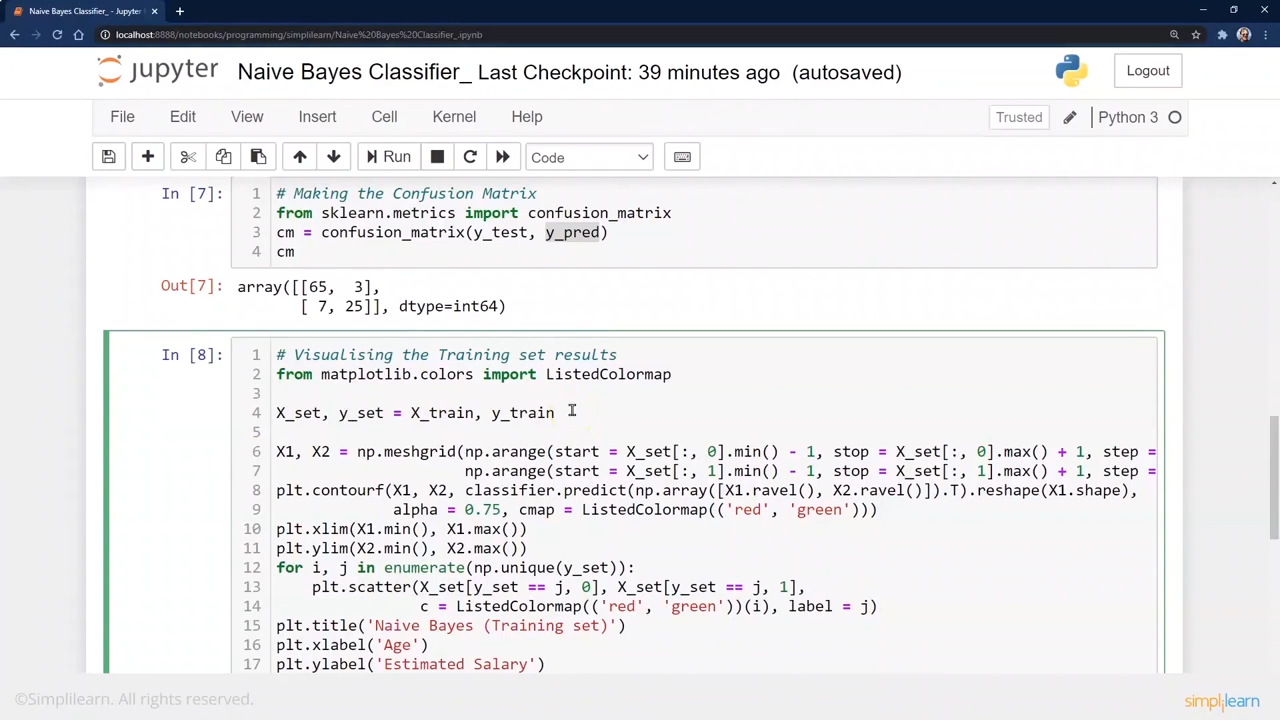 Naive Bayes Classifier_ - Jupyter
localhost:8888/notebooks/programming/simplilearn/Naive%20Bayes%20Classifier_.ipynb
jupyter Naive Bayes Classifier_ Last Checkpoint: 39 minutes ago (autosaved) Logout
File Edit View Insert Cell Kernel Help Trusted Python 3
Run Code
In [7]: 1 # Making the Confusion Matrix
2 from sklearn.metrics import confusion_matrix
3 cm = confusion_matrix(y_test, y_pred)
4 cm
Out[7]: array([[65, 3],
[ 7, 25]], dtype=int64)
In [8]: 1 # Visualising the Training set results
2 from matplotlib.colors import ListedColormap
3
4 X_set, y_set = X_train, y_train
5
6 X1, X2 = np.meshgrid(np.arange(start = X_set[:, 0].min() - 1, stop = X_set[:, 0].max() + 1, step =
7 np.arange(start = X_set[:, 1].min() - 1, stop = X_set[:, 1].max() + 1, step =
8 plt.contourf(X1, X2, classifier.predict(np.array([X1.ravel(), X2.ravel()]).T).reshape(X1.shape),
9 alpha = 0.75, cmap = ListedColormap(('red', 'green')))
10 plt.xlim(X1.min(), X1.max())
11 plt.ylim(X2.min(), X2.max())
12 for i, j in enumerate(np.unique(y_set)):
13 plt.scatter(X_set[y_set == j, 0], X_set[y_set == j, 1],
14 c = ListedColormap(('red', 'green'))(i), label = j)
15 plt.title('Naive Bayes (Training set)')
16 plt.xlabel('Age')
17 plt.ylabel('Estimated Salary')
©Simplilearn. All rights reserved.
simplilearn